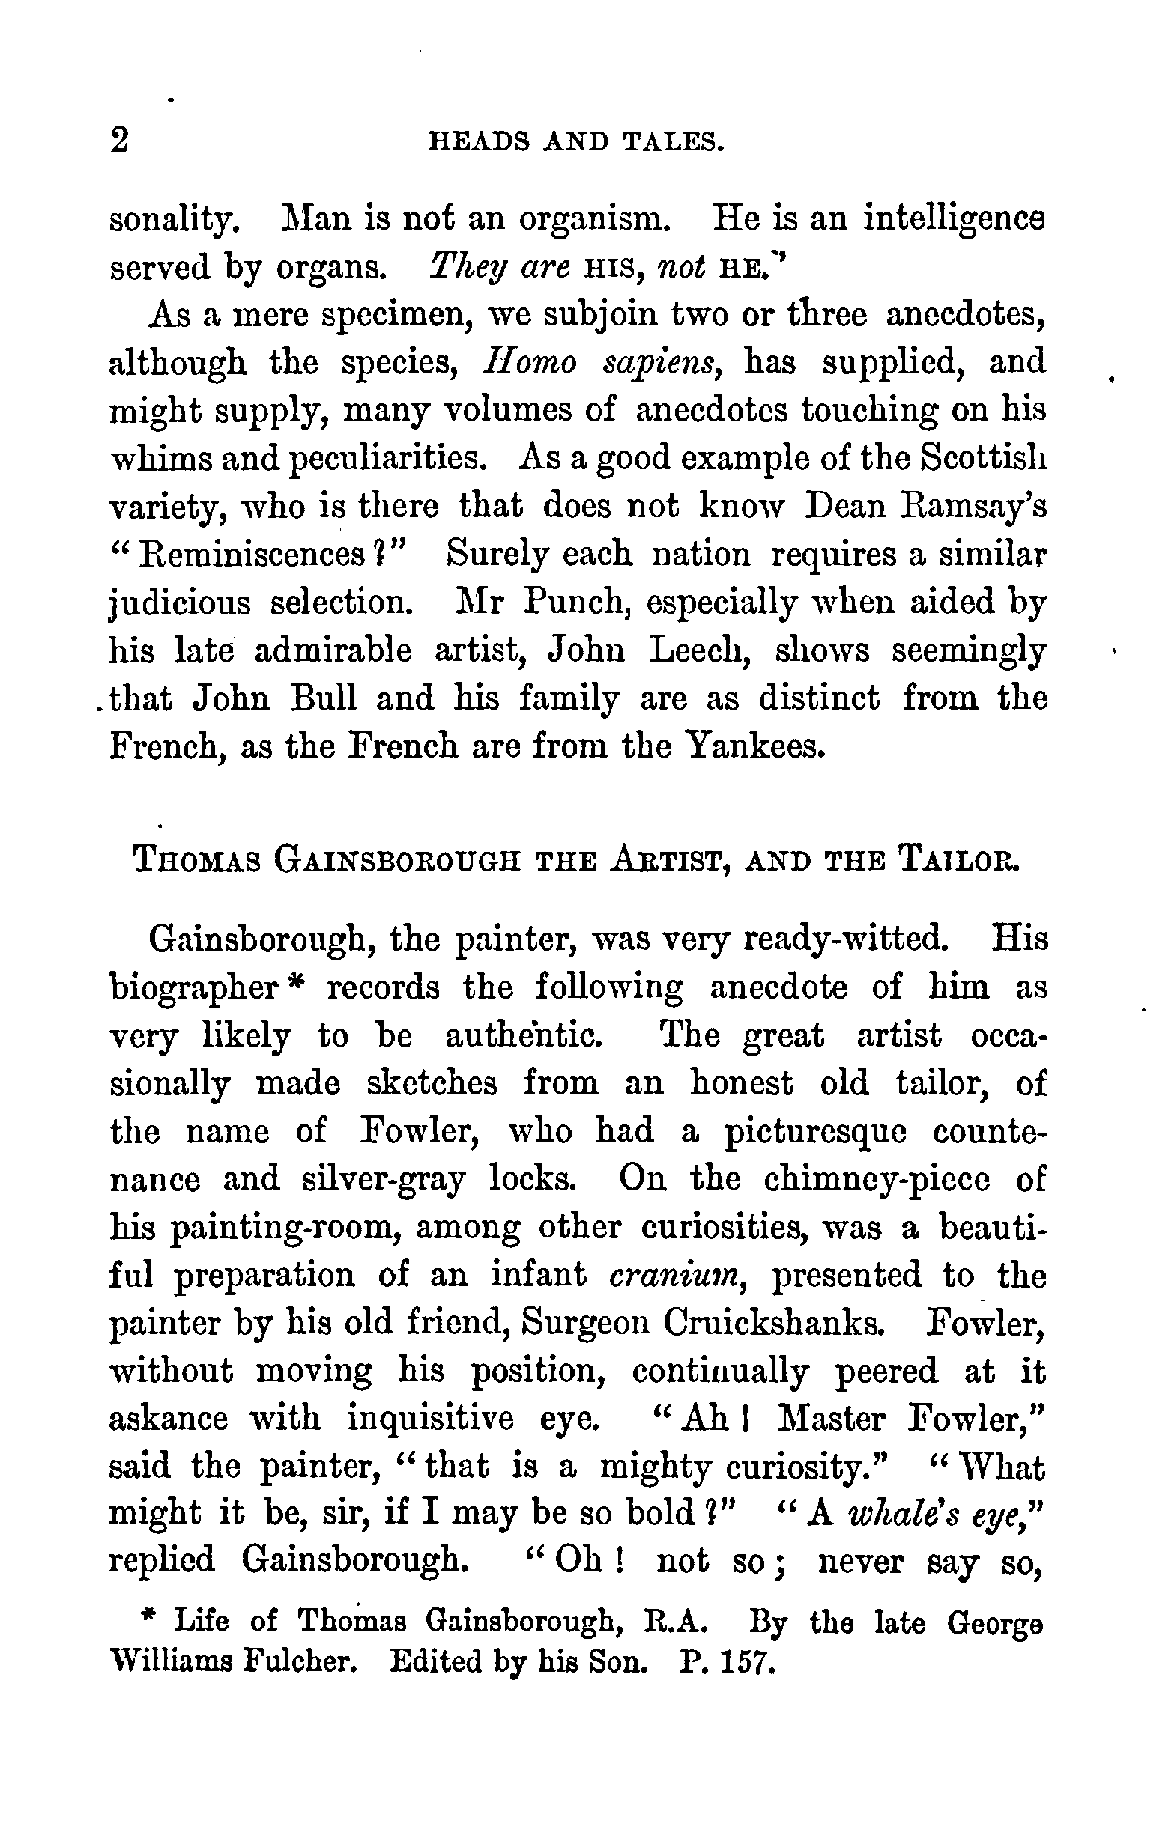 2 HEADS AND TALES.
sonality. Man is not an organism. He is an intelligence
served by organs. They are HIS, not HE."
As a mere specimen, we subjoin two or three anecdotes,
although the species, Homo sapiens, has supplied, and
might supply, many volumes of anecdotes touching on his
whims and peculiarities. As a good example of the Scottish
variety, who is there that does not know Dean Ramsay's
“Reminiscences?” Surely each nation requires a similar
judicious selection. Mr Punch, especially when aided by
his late admirable artist, John Leech, shows seemingly
that John Bull and his family are as distinct from the
French, as the French are from the Yankees.
THOMAS GAINSBOROUGH THE ARTIST, AND THE TAILOR.
Gainsborough, the painter, was very ready-witted. His
biographer * records the following anecdote of him as
very likely to be authentic. The great artist occa-
sionally made sketches from an honest old tailor, of
the name of Fowler, who had a picturesque counte-
nance and silver-gray locks. On the chimney-piece of
his painting-room, among other curiosities, was a beauti-
ful preparation of an infant cranium, presented to the
painter by his old friend, Surgeon Cruickshanks. Fowler,
without moving his position, continually peered at it
askance with inquisitive eye. “Ah! Master Fowler,”
said the painter, “that is a mighty curiosity.” “What
might it be, sir, if I may be so bold?” “A whale's eye,”
replied Gainsborough. “Oh! not so; never say so,
* Life of Thomas Gainsborough, R.A. By the late George
Williams Fulcher. Edited by his Son. P. 157.